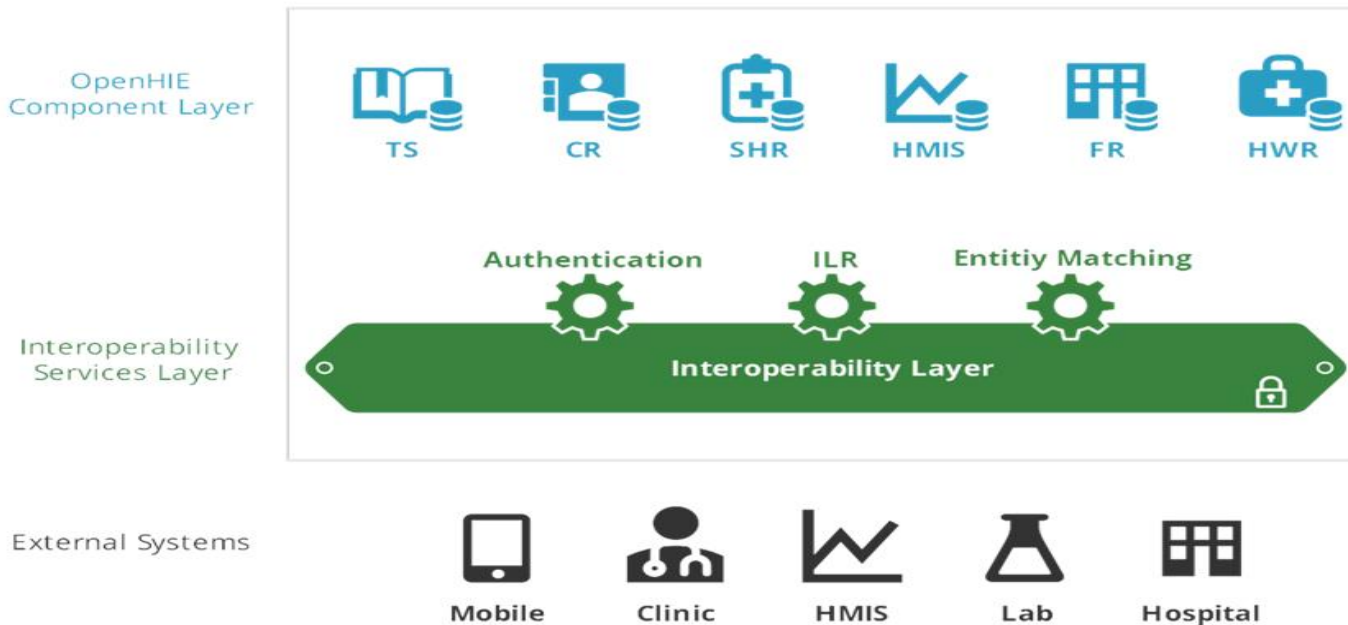 OpenHIE
Component Layer
TS
CR
SHR
HMIS
FR
HWR
Authentication
ILR
Entitiy Matching
Interoperability
Services Layer
Interoperability Layer
External Systems
Mobile
Clinic
HMIS
Lab
Hospital